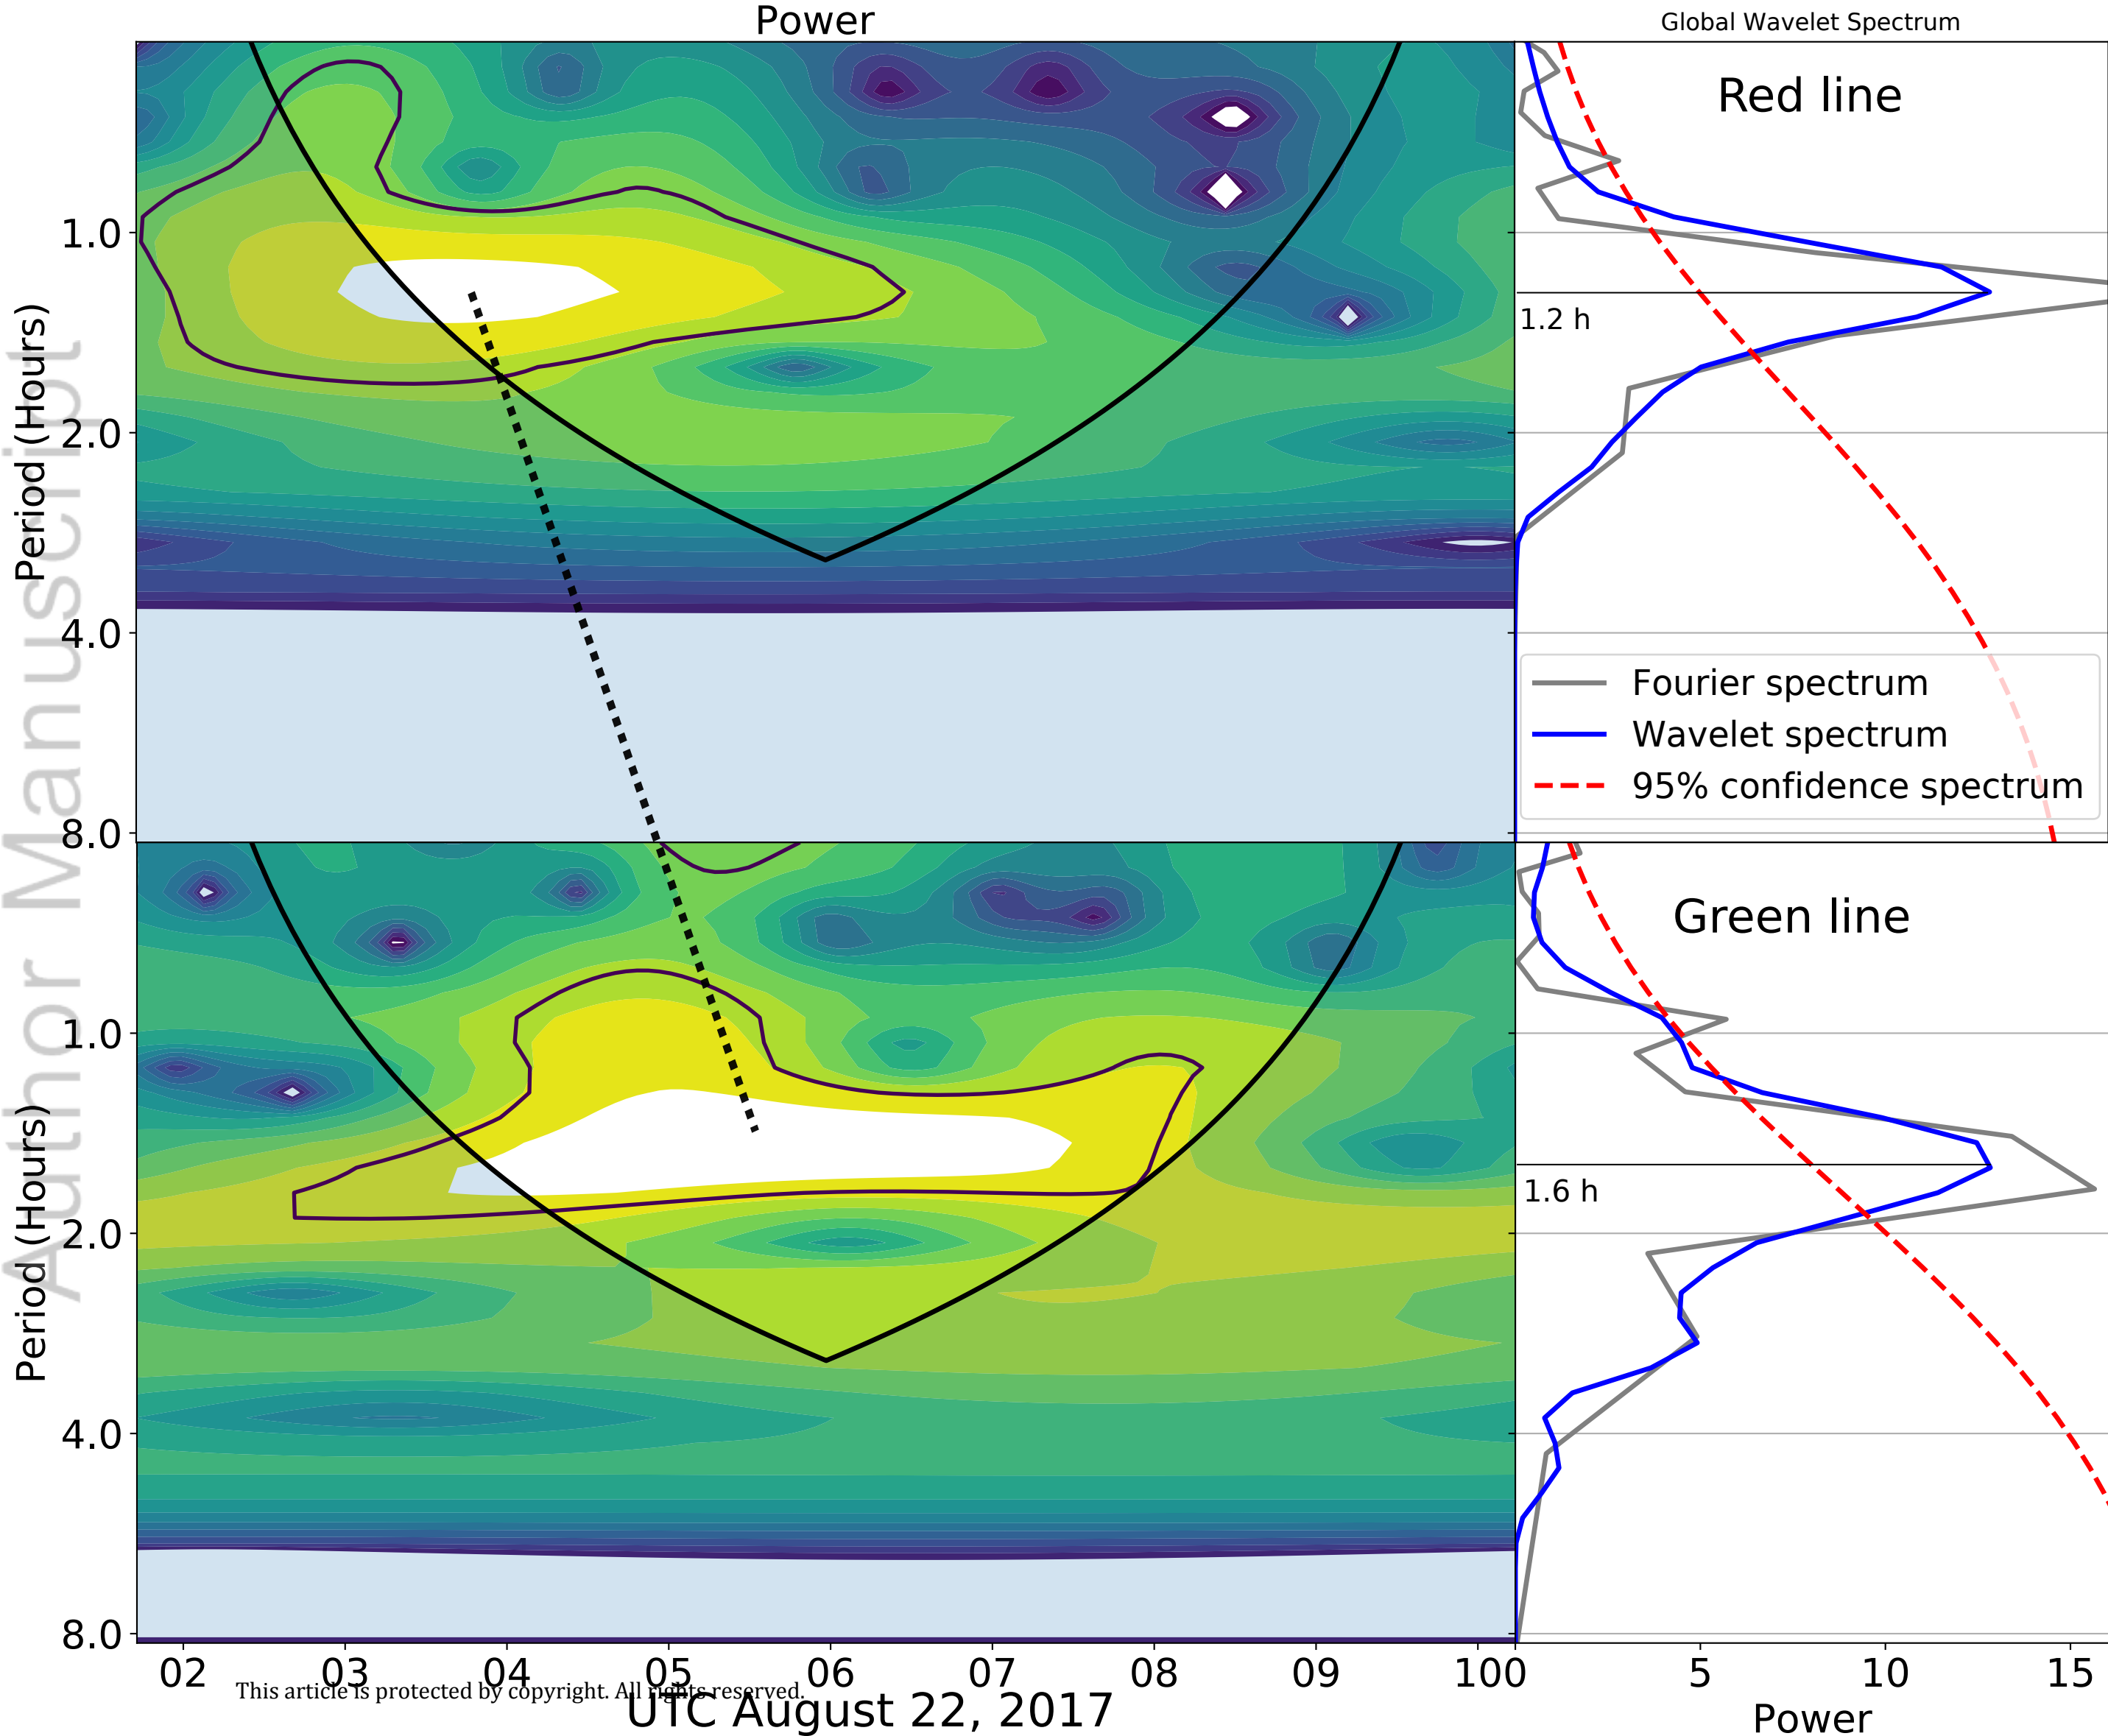 Power
Global Wavelet Spectrum
Red line
1.0
2.0
4.0
8.0
Period (Hours)
1.2 h
Fourier spectrum
Wavelet spectrum
95% confidence spectrum
Green line
1.0
2.0
4.0
8.0
Period (Hours)
1.6 h
02 03 04 05 06 07 08 09 10
0 5 10 15
UTC August 22, 2017
Power
This article is protected by copyright. All rights reserved.
Author Manuscript